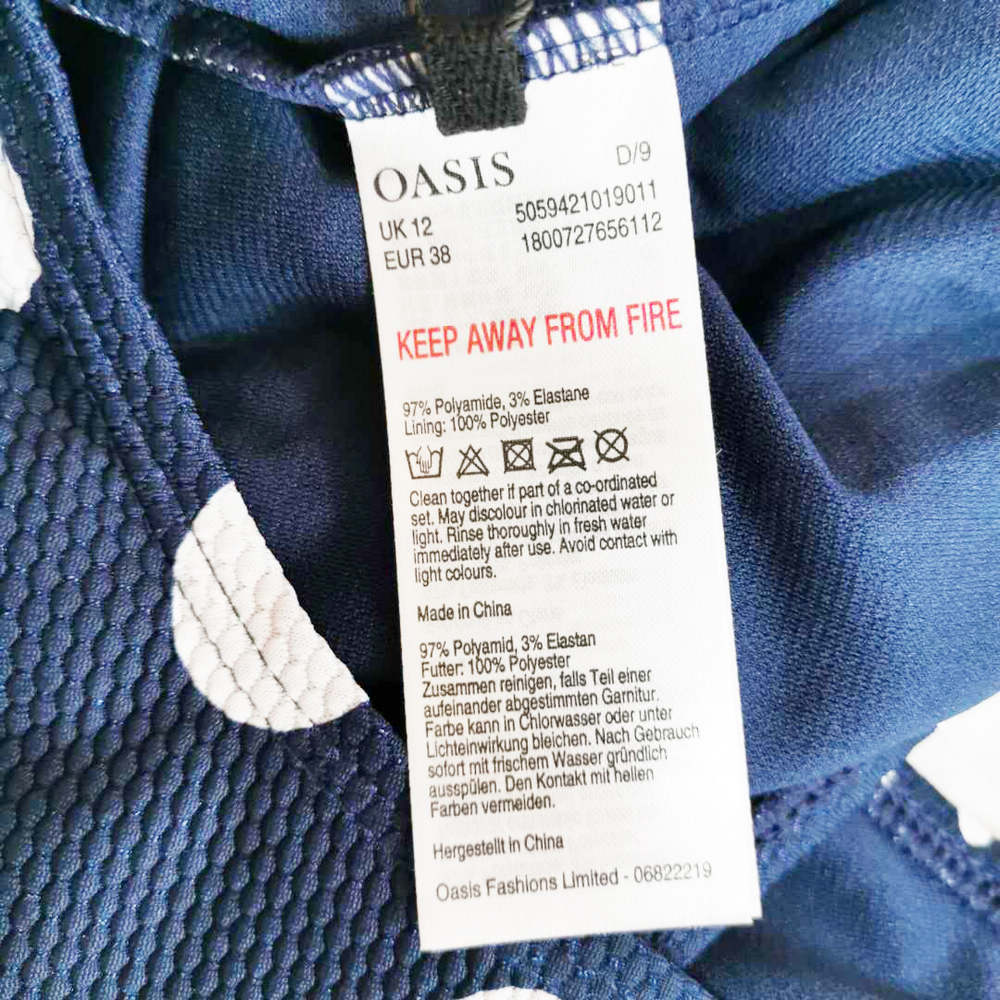 OASIS D/9
UK 12 5059421019011
EUR 38 1800727656112
KEEP AWAY FROM FIRE
97% Polyamide, 3% Elastane
Lining: 100% Polyester
Clean together if part of a co-ordinated
set. May discolour in chlorinated water or
light. Rinse thoroughly in fresh water
immediately after use. Avoid contact with
light colours.
Made in China
97% Polyamid, 3% Elastan
Futter: 100% Polyester
Zusammen reinigen, falls Teil einer
aufeinander abgestimmten Garnitur.
Farbe kann in Chlorwasser oder unter
Lichteinwirkung bleichen. Nach Gebrauch
sofort mit frischem Wasser gründlich
ausspülen. Den Kontakt mit hellen
Farben vermeiden.
Hergestellt in China
Oasis Fashions Limited - 06822219